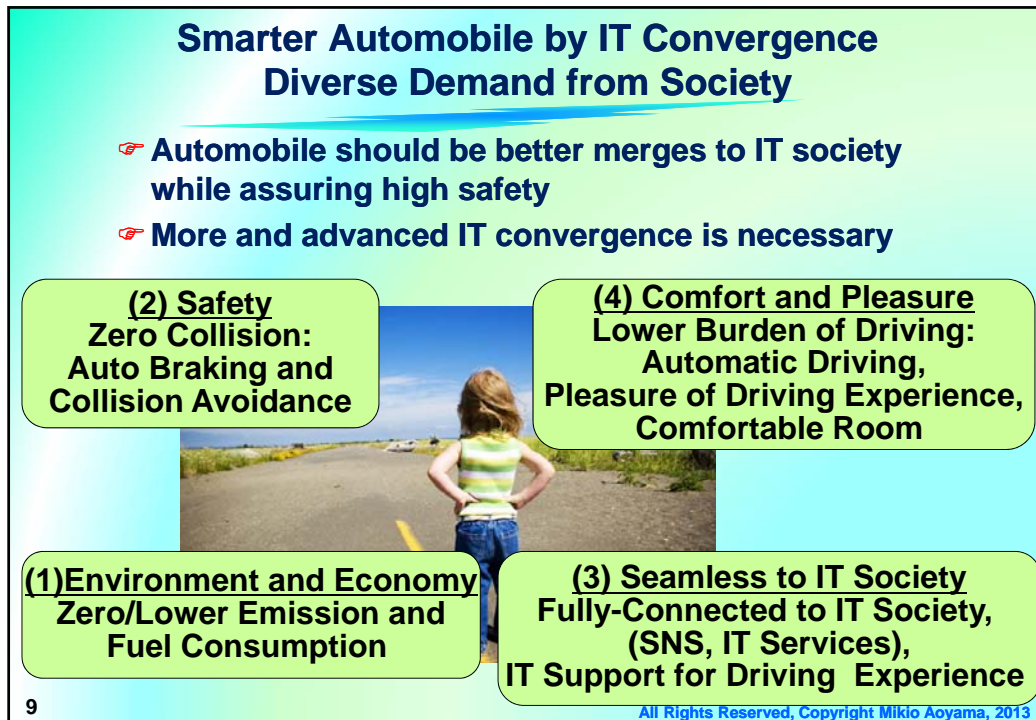 Smarter Automobile by IT Convergence
Diverse Demand from Society
☞ Automobile should be better merges to IT society
while assuring high safety
☞ More and advanced IT convergence is necessary
(2) Safety
Zero Collision:
Auto Braking and
Collision Avoidance
(4) Comfort and Pleasure
Lower Burden of Driving:
Automatic Driving,
Pleasure of Driving Experience,
Comfortable Room
(1)Environment and Economy
Zero/Lower Emission and
Fuel Consumption
(3) Seamless to IT Society
Fully-Connected to IT Society,
(SNS, IT Services),
IT Support for Driving Experience
9
All Rights Reserved, Copyright Mikio Aoyama, 2013